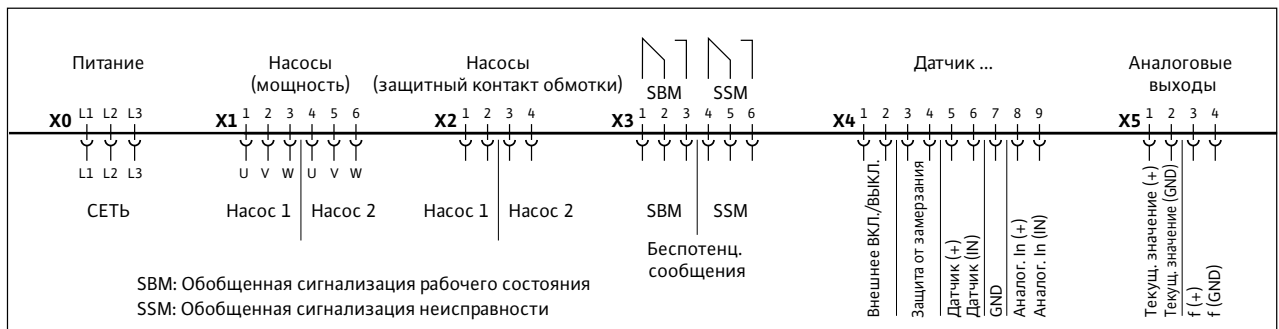 Питание
Насосы
(мощность)
Насосы
(защитный контакт обмотки)
SBM SSM
Датчик ...
Аналоговые
выходы
X0 L1 L2 L3
X1 1 2 3 4 5 6
X2 1 2 3 4
X3 1 2 3 4 5 6
X4 1 2 3 4 5 6 7 8 9
X5 1 2 3 4
L1 L2 L3
U V W U V W
СЕТЬ
Насос 1 Насос 2
Насос 1 Насос 2
SBM SSM
Беспотенц.
сообщения
Внешнее ВКЛ./ВЫКЛ.
Защита от замерзания
Датчик (+)
Датчик (IN)
GND
Аналог. In (+)
Аналог. In (IN)
Текущ. значение (+)
Текущ. значение (GND)
f (+)
f (GND)
SBM: Обобщенная сигнализация рабочего состояния
SSM: Обобщенная сигнализация неисправности